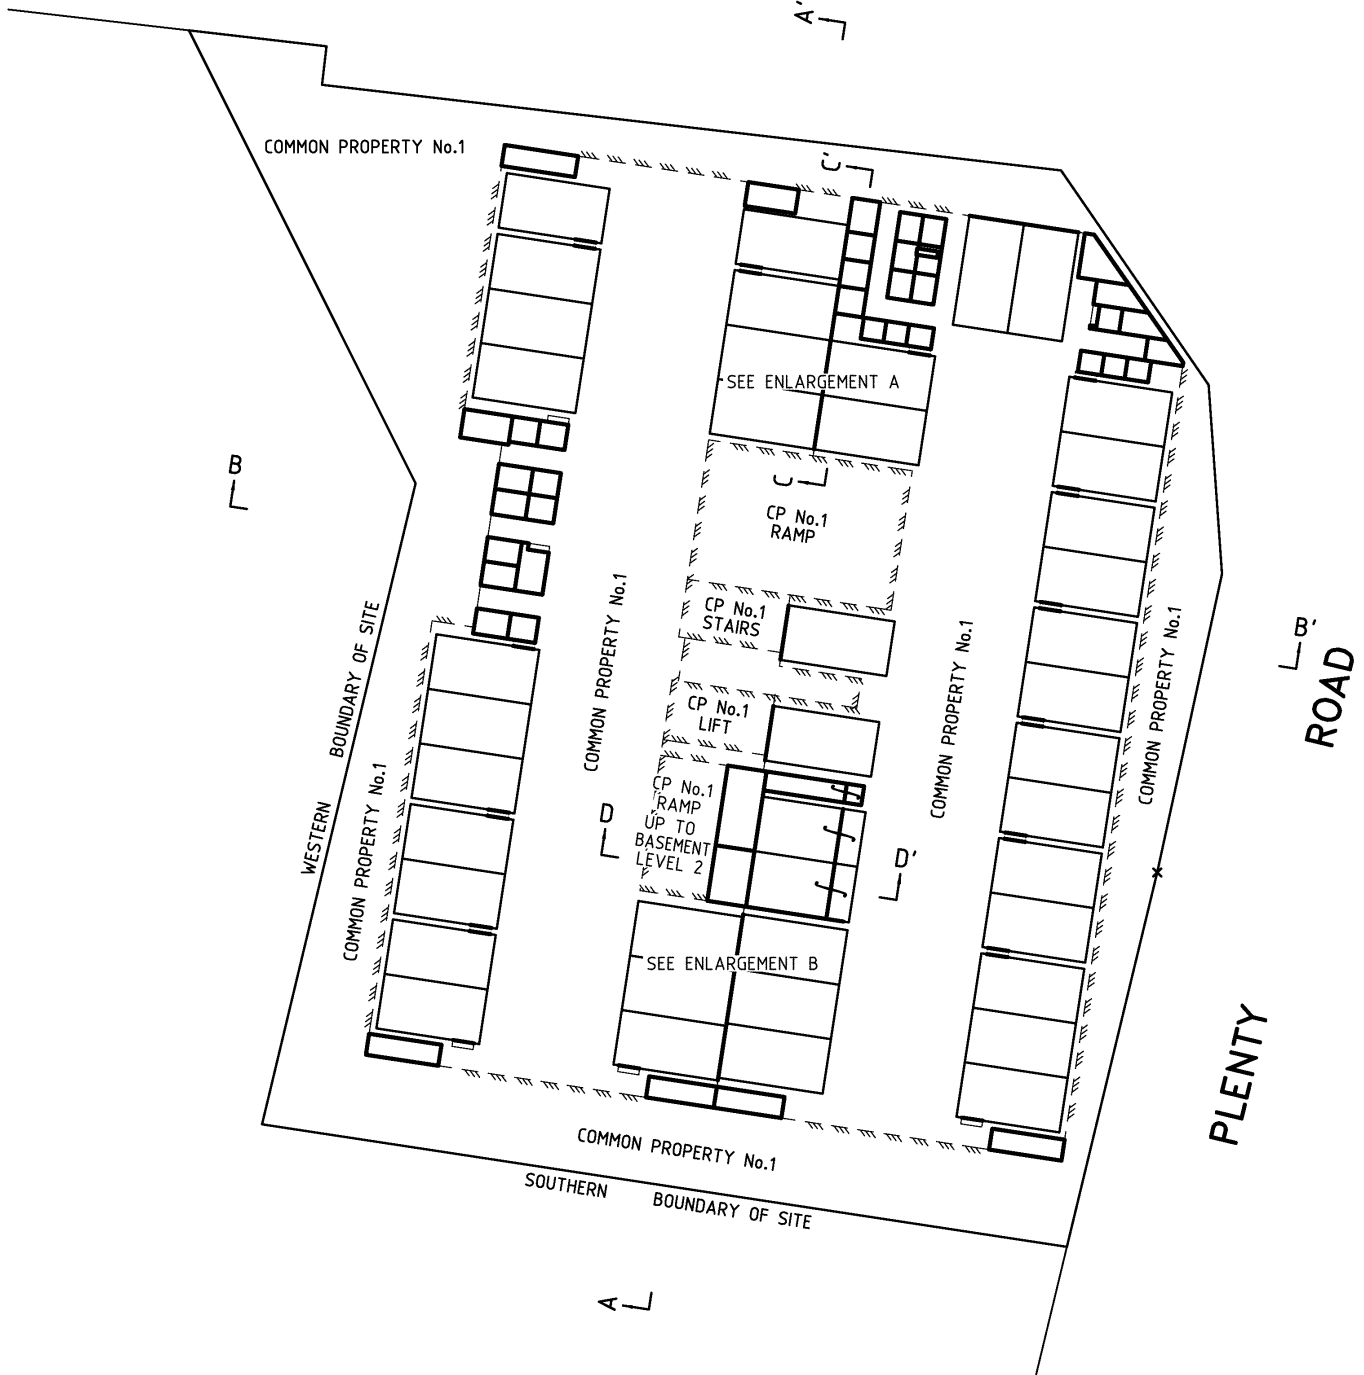 A'
COMMON PROPERTY No.1
C'
SEE ENLARGEMENT A
B
C
CP No.1
RAMP
CP No.1
STAIRS
COMMON PROPERTY No.1
COMMON PROPERTY No.1
COMMON PROPERTY No.1
B'
WESTERN BOUNDARY OF SITE
COMMON PROPERTY No.1
CP No.1
LIFT
CP No.1
RAMP
UP TO
BASEMENT
LEVEL 2
D
D'
SEE ENLARGEMENT B
PLENTY ROAD
COMMON PROPERTY No.1
SOUTHERN BOUNDARY OF SITE
A